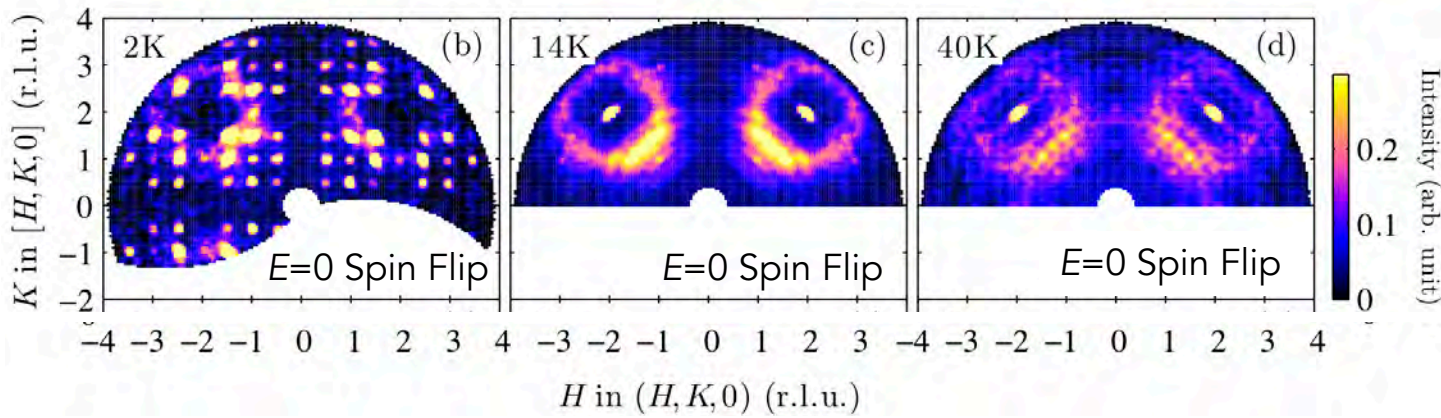 K in [H, K, 0] (r.l.u.)
4
3
2
1
0
−1
−2
2K
(b)
E=0 Spin Flip
14K
(c)
E=0 Spin Flip
40K
(d)
E=0 Spin Flip
0.2
0.1
0
Intensity (arb. unit)
−4 −3 −2 −1 0 1 2 3 4
−3 −2 −1 0 1 2 3 4
−3 −2 −1 0 1 2 3 4
H in (H, K, 0) (r.l.u.)